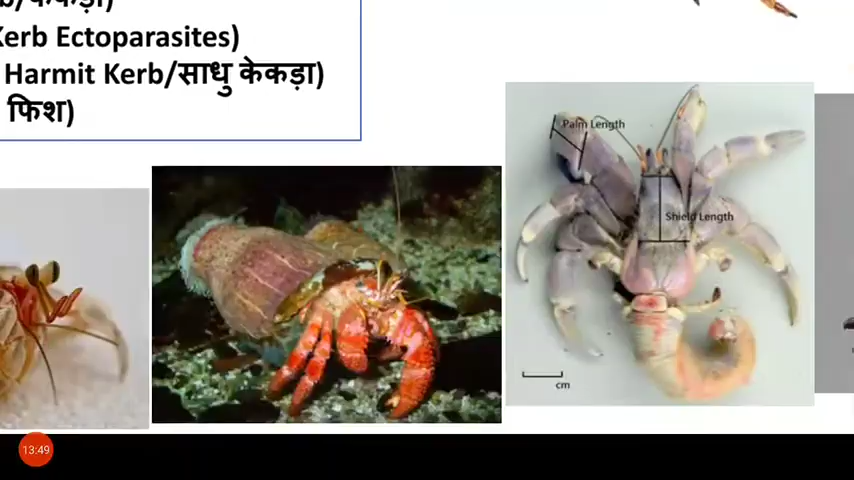 Kerb Ectoparasites)
Harmit Kerb/साधु केकड़ा)
फिश)
Palm Length
Shield Length
cm
13:49